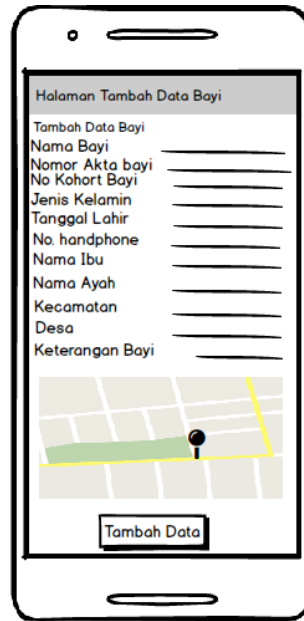 Halaman Tambah Data Bayi
Tambah Data Bayi
Nama Bayi
Nomor Akta bayi
No Kohort Bayi
Jenis Kelamin
Tanggal Lahir
No. handphone
Nama Ibu
Nama Ayah
Kecamatan
Desa
Keterangan Bayi
Tambah Data